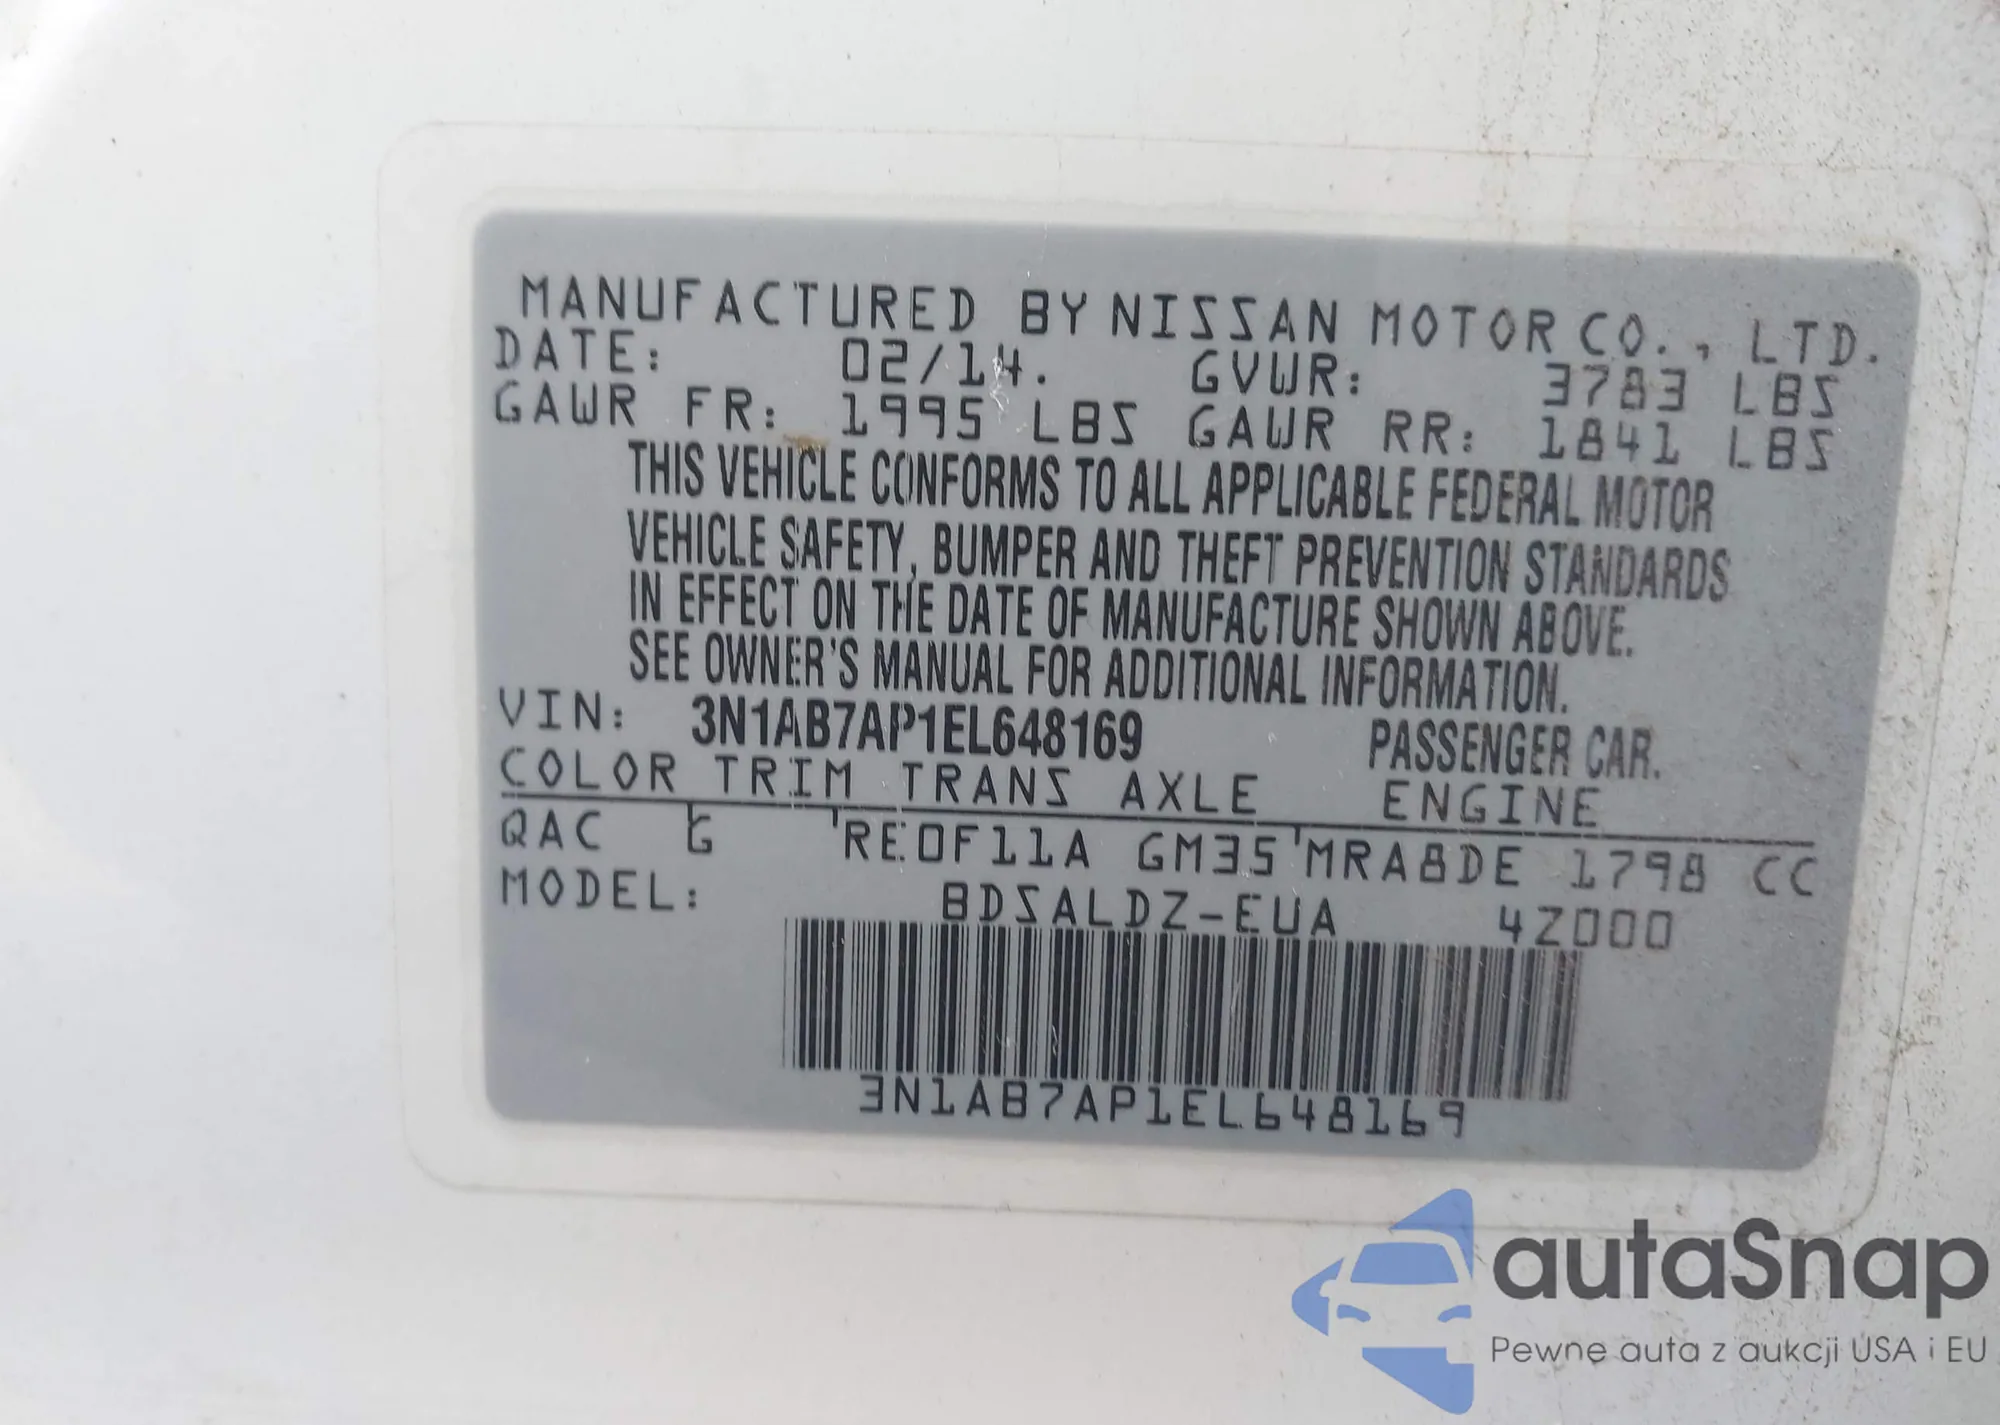 MANUFACTURED BY NISSAN MOTOR CO., LTD.
DATE: 02/14. GVWR: 3783 LBS
GAWR FR: 1995 LBS GAWR RR: 1841 LBS
THIS VEHICLE CONFORMS TO ALL APPLICABLE FEDERAL MOTOR
VEHICLE SAFETY, BUMPER AND THEFT PREVENTION STANDARDS
IN EFFECT ON THE DATE OF MANUFACTURE SHOWN ABOVE.
SEE OWNER'S MANUAL FOR ADDITIONAL INFORMATION.
VIN: 3N1AB7AP1EL648169 PASSENGER CAR.
COLOR TRIM TRANS AXLE ENGINE
QAC G RE0F11A GM35 MRA8DE 1798 CC
MODEL: BDSALDZ-EUA 4Z000
3N1AB7AP1EL648169
autaSnap
Pewne auta z aukcji USA i EU